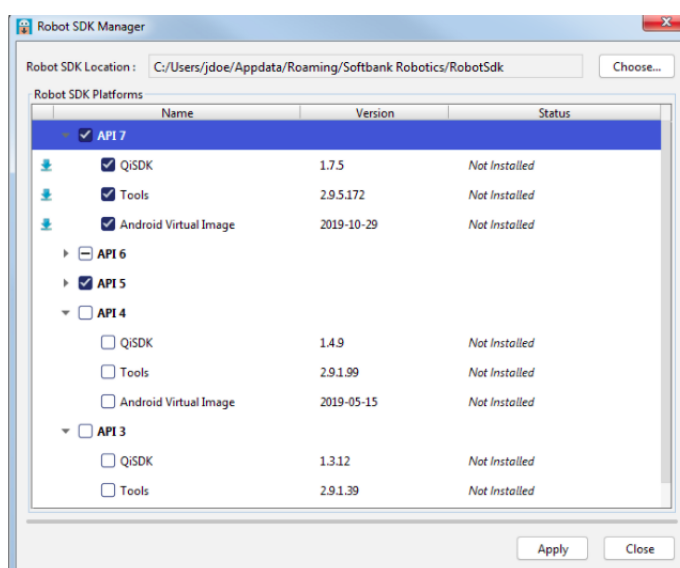 Robot SDK Manager
Robot SDK Location : C:/Users/jdoe/Appdata/Roaming/Softbank Robotics/RobotSdk Choose...
Robot SDK Platforms
Name Version Status
API 7
QiSDK 1.7.5 Not Installed
Tools 2.9.5.172 Not Installed
Android Virtual Image 2019-10-29 Not Installed
API 6
API 5
API 4
QiSDK 1.4.9 Not Installed
Tools 2.9.1.99 Not Installed
Android Virtual Image 2019-05-15 Not Installed
API 3
QiSDK 1.3.12 Not Installed
Tools 2.9.1.39 Not Installed
Apply Close